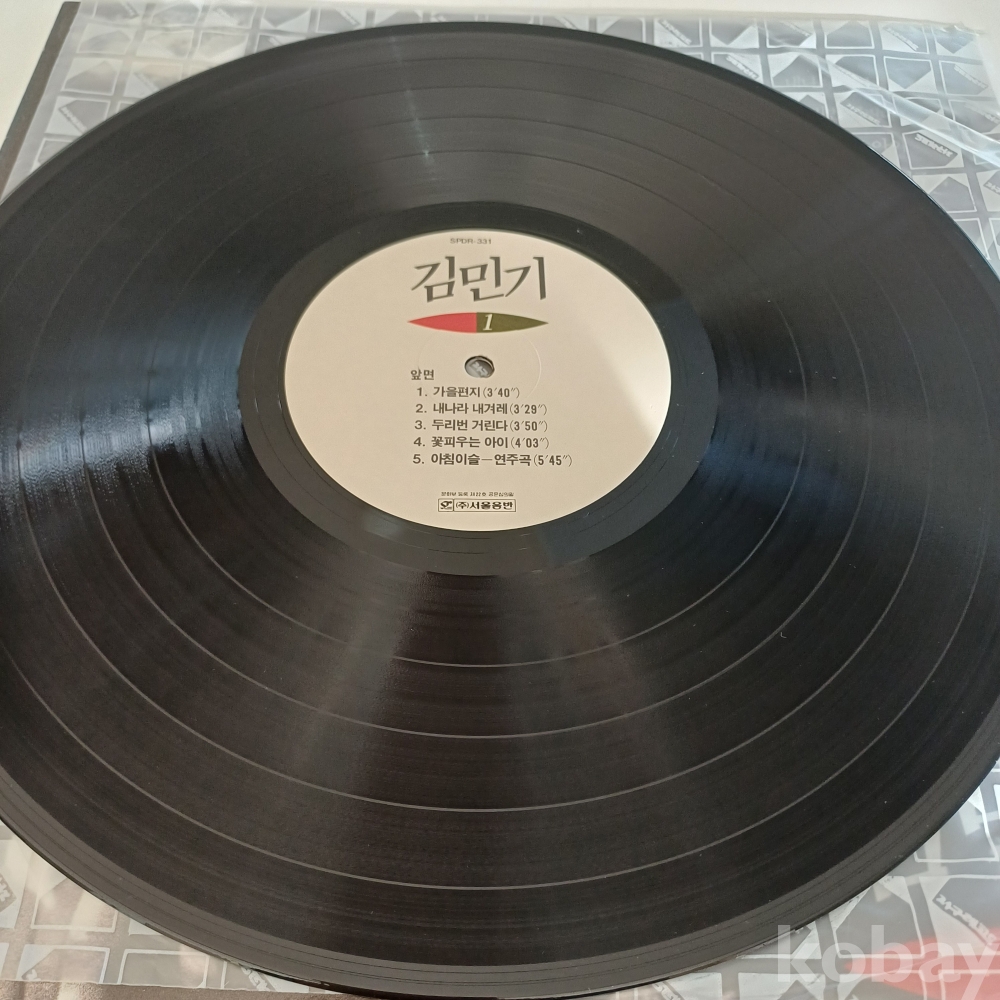 SPDR-331
김민기
1
앞면
1. 가을편지(3′40″)
2. 내나라 내겨레(3′29″)
3. 두리번 거린다(3′50″)
4. 꽃피우는 아이(4′03″)
5. 아침이슬—연주곡(5′45″)
(주)서울음반
kobay